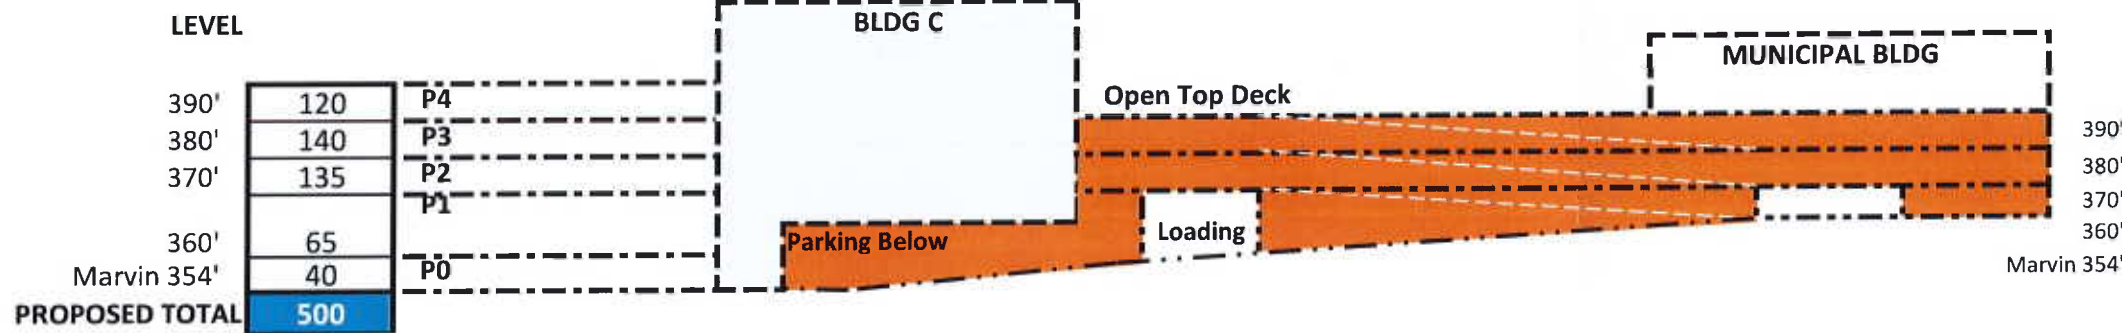 LEVEL
BLDG C
MUNICIPAL BLDG
Open Top Deck
390' 120 P4
380' 140 P3
370' 135 P2
P1
360' 65
Marvin 354' 40 P0
PROPOSED TOTAL 500
Parking Below
Loading
390'
380'
370'
360'
Marvin 354'